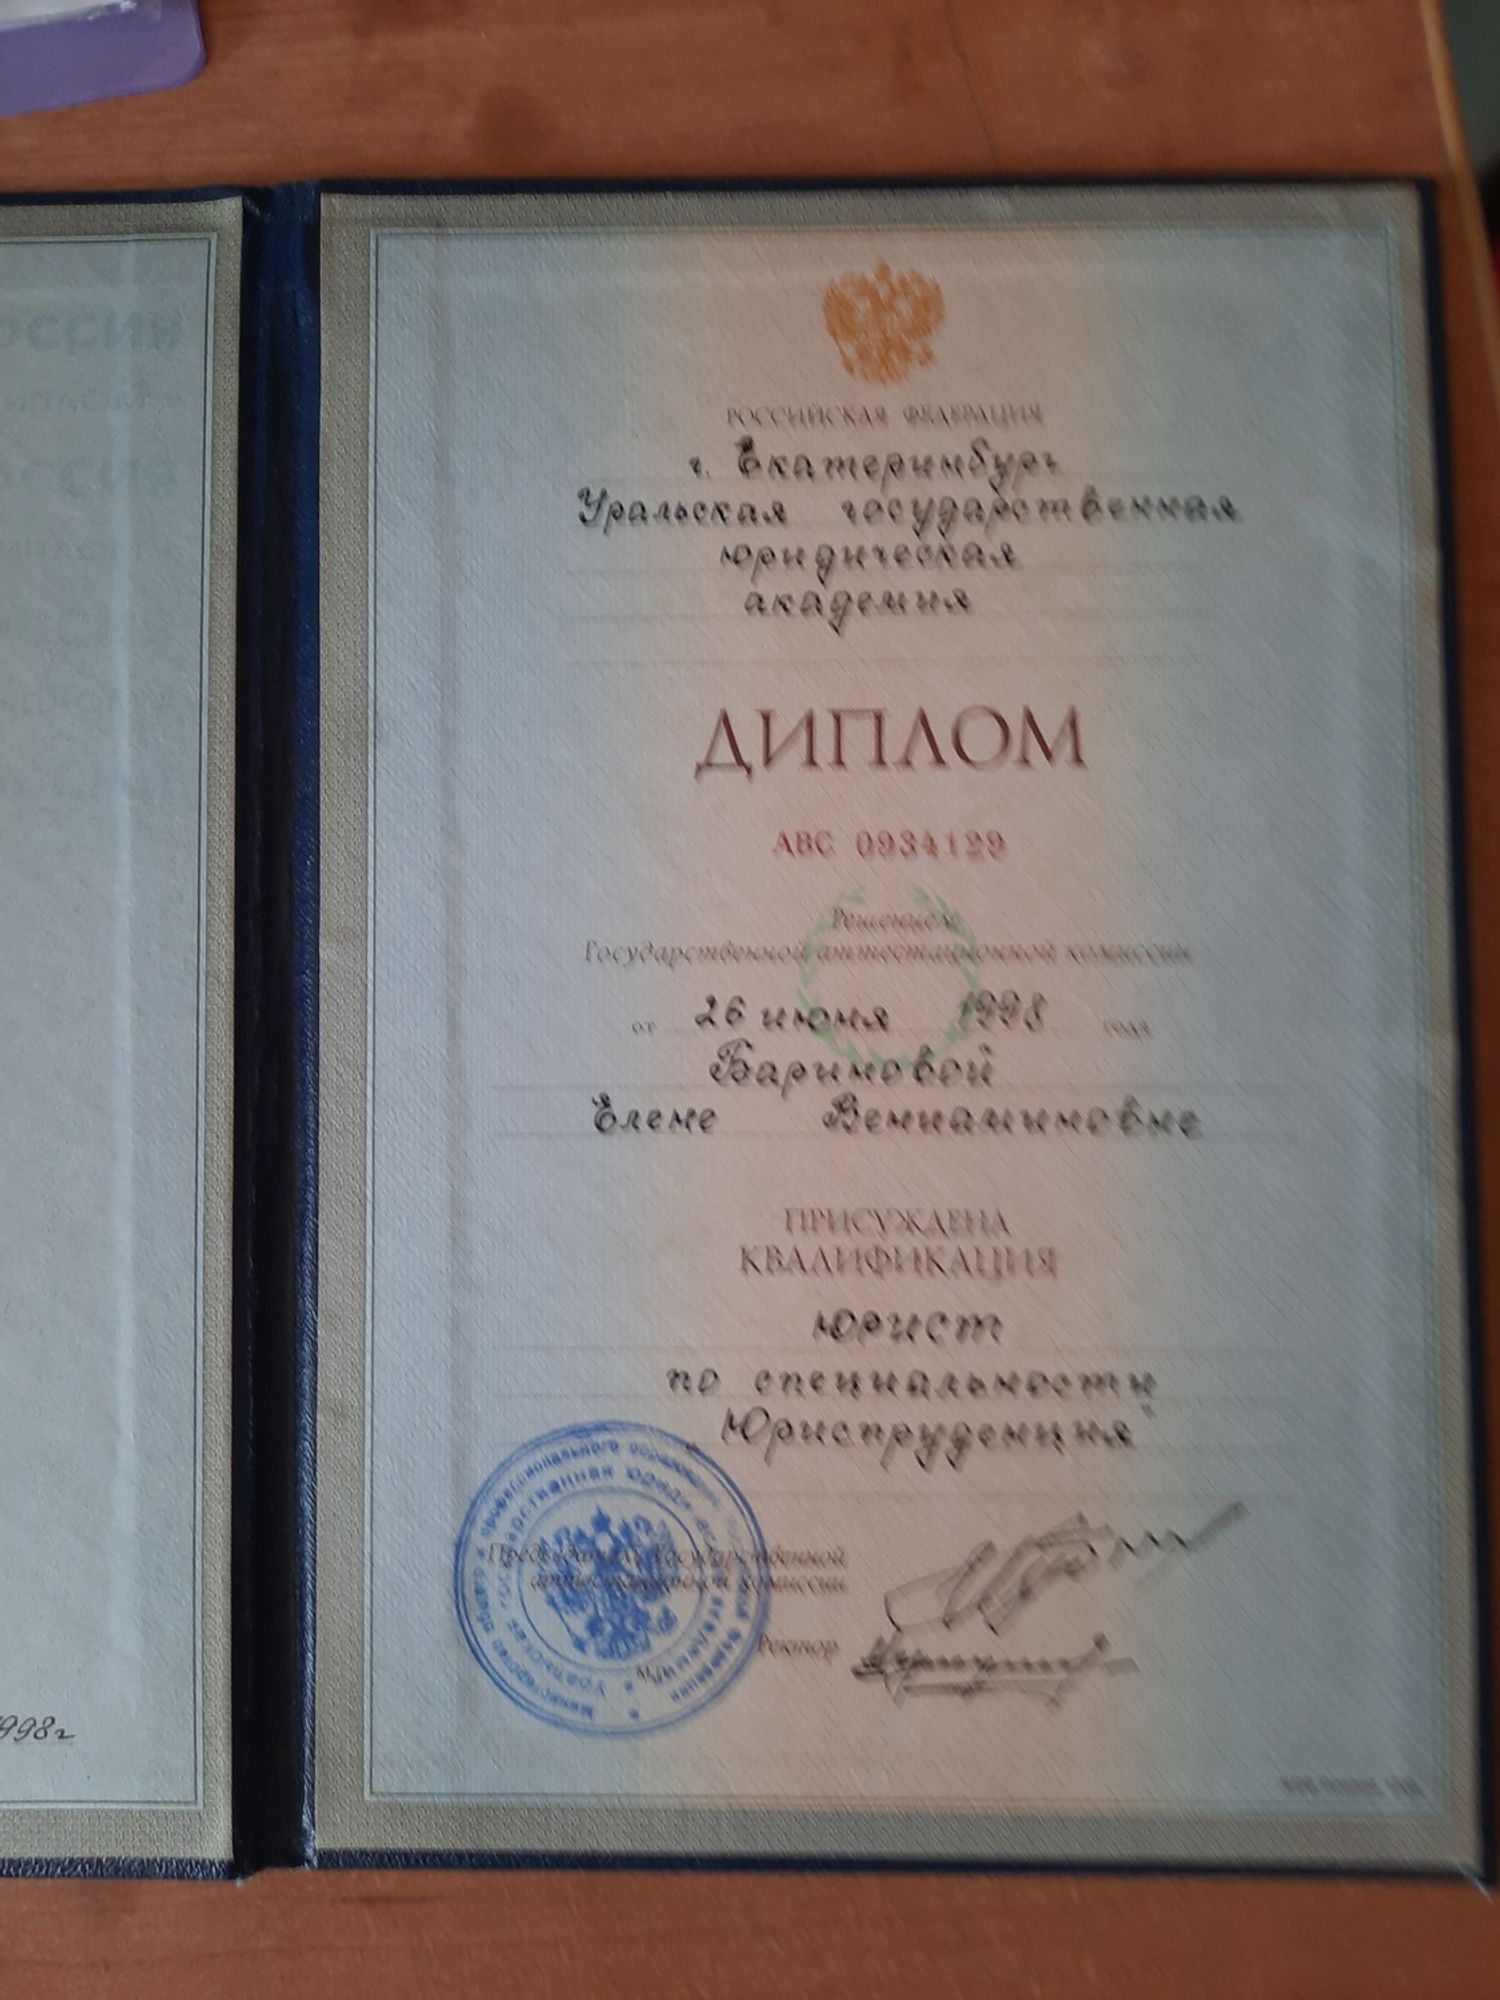 РОССИЙСКАЯ ФЕДЕРАЦИЯ
г. Екатеринбург
Уральская государственная
юридическая
академия
ДИПЛОМ
АВС 0934129
Решением
Государственной аттестационной комиссии
от 26 июня 1998 года
Бариновой
Елене Вениаминовне
ПРИСУЖДЕНА
КВАЛИФИКАЦИЯ
юрист
по специальности
Юриспруденция"
Председатель Государственной
аттестационной комиссии
Ректор
М.П.
1998г